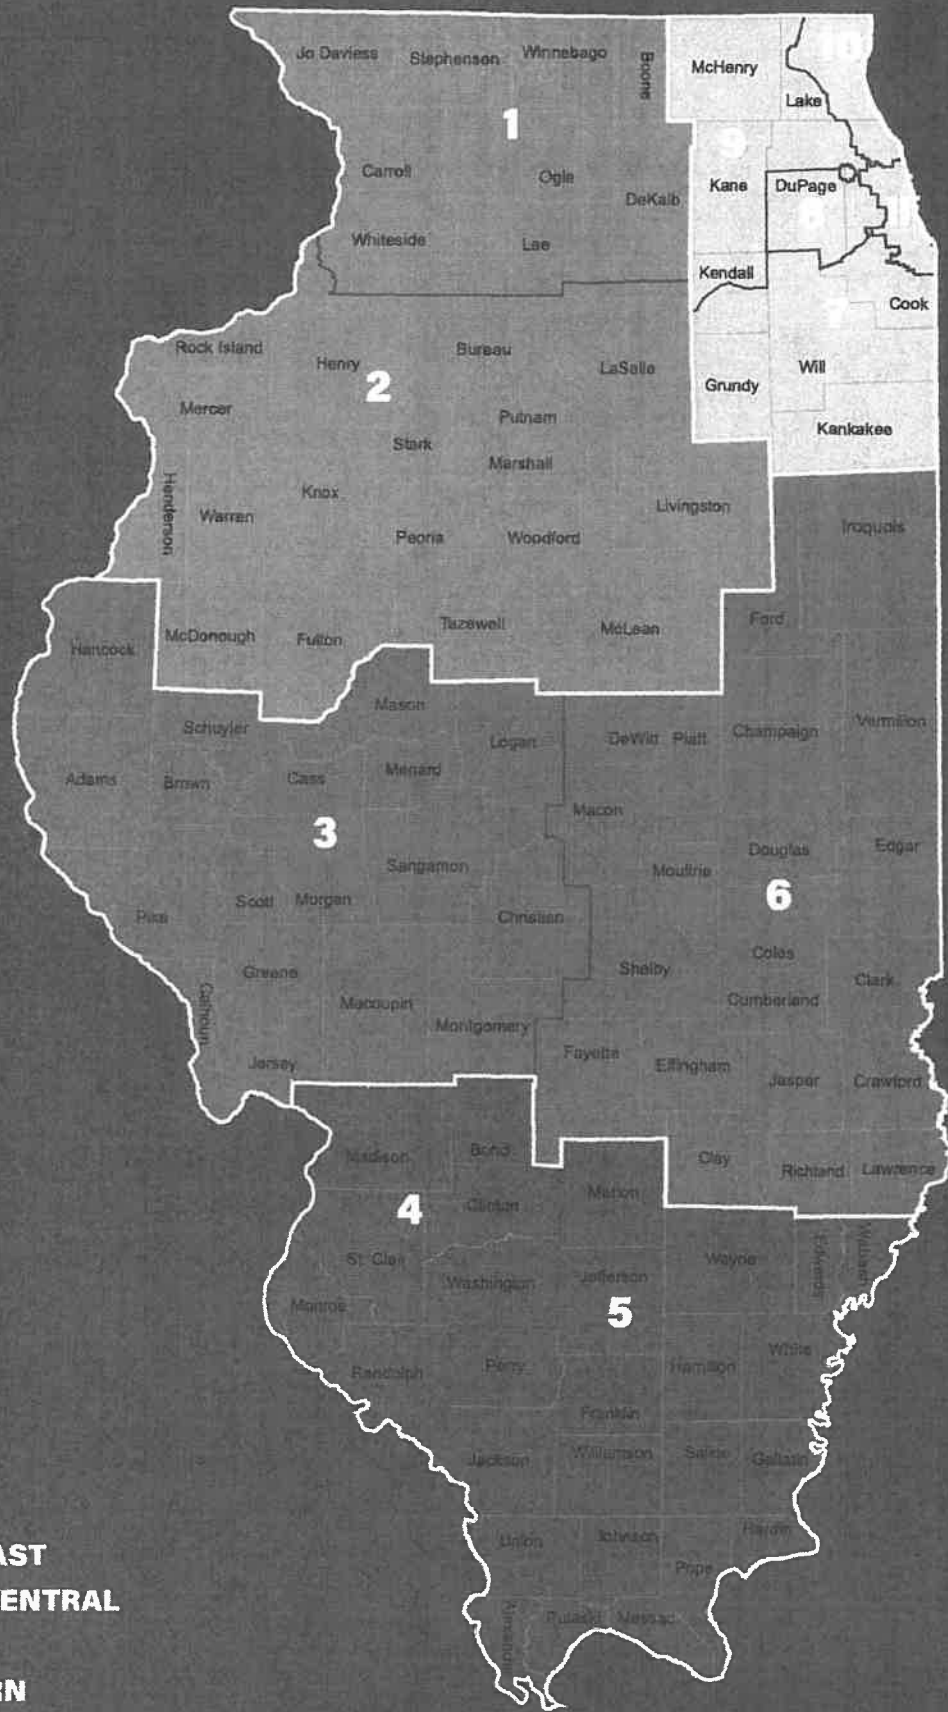 10
Jo Daviess Stephenson Winnebago Boone McHenry
Lake
1
9
Carroll Ogle DeKalb Kane DuPage
8 11
Whiteside Lee
Kendall
7 Cook
Rock Island Henry Bureau LaSalle Grundy Will
2
Mercer Putnam
Stark Kankakee
Marshall
Henderson Warren Knox Livingston Iroquois
Peoria Woodford
McDonough Fulton Tazewell McLean Ford
Hancock
Mason
Schuyler Logan DeWitt Piatt Champaign Vermilion
Adams Brown Cass Menard
Macon
3
Sangamon Moultrie Douglas Edgar
6
Pike Scott Morgan Christian
Coles
Greene Shelby Clark
Calhoun Macoupin Cumberland
Montgomery
Jersey Fayette Effingham Jasper Crawford
Madison Bond Clay Richland Lawrence
4 Clinton Marion
St. Clair Washington Jefferson Wayne Edwards Wabash
Monroe
5
Randolph Perry Hamilton White
Franklin
Jackson Williamson Saline Gallatin
Union Johnson Hardin
AST
Pope
ENTRAL
Alexander Pulaski Massac
RN